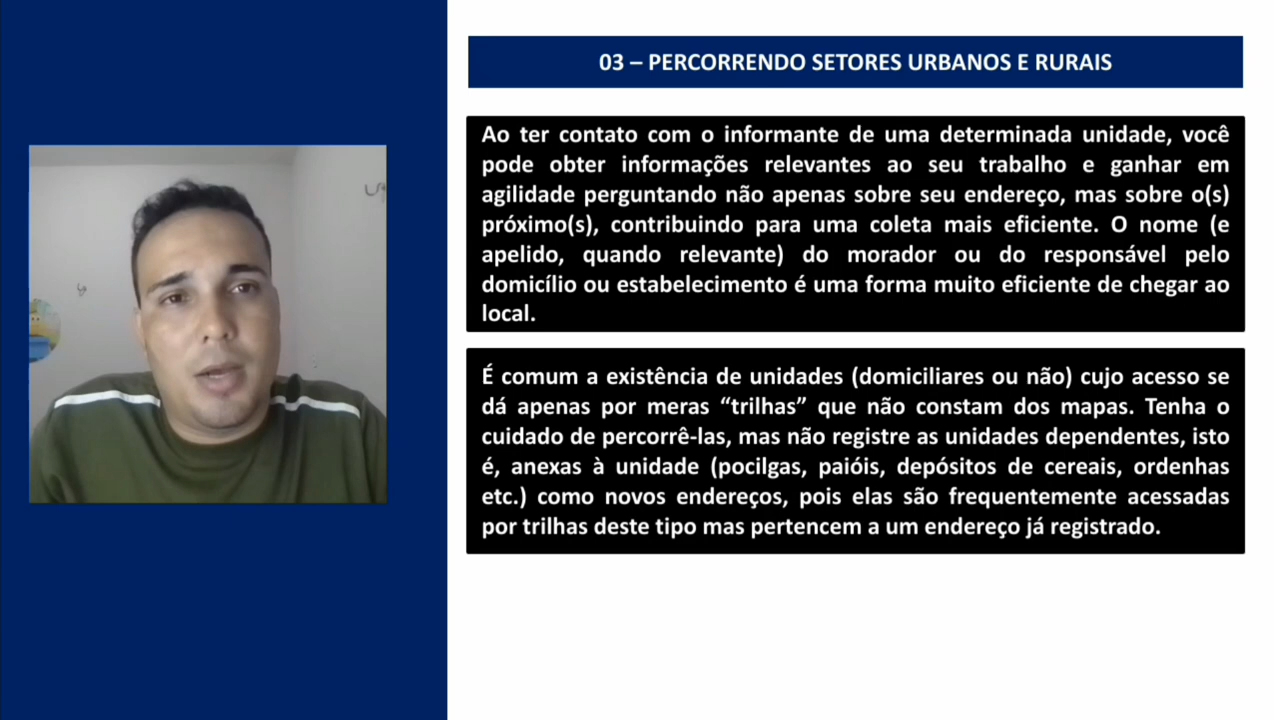 03 – PERCORRENDO SETORES URBANOS E RURAIS
Ao ter contato com o informante de uma determinada unidade, você
pode obter informações relevantes ao seu trabalho e ganhar em
agilidade perguntando não apenas sobre seu endereço, mas sobre o(s)
próximo(s), contribuindo para uma coleta mais eficiente. O nome (e
apelido, quando relevante) do morador ou do responsável pelo
domicílio ou estabelecimento é uma forma muito eficiente de chegar ao
local.
É comum a existência de unidades (domiciliares ou não) cujo acesso se
dá apenas por meras “trilhas” que não constam dos mapas. Tenha o
cuidado de percorrê-las, mas não registre as unidades dependentes, isto
é, anexas à unidade (pocilgas, paióis, depósitos de cereais, ordenhas
etc.) como novos endereços, pois elas são frequentemente acessadas
por trilhas deste tipo mas pertencem a um endereço já registrado.